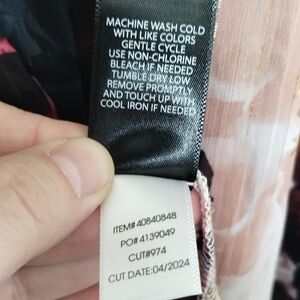 MACHINE WASH COLD
WITH LIKE COLORS
GENTLE CYCLE
USE NON-CHLORINE
BLEACH IF NEEDED
TUMBLE DRY LOW
REMOVE PROMPTLY
AND TOUCH UP WITH
COOL IRON IF NEEDED
ITEM# 40840848
PO# 4139049
CUT#974
CUT DATE:04/2024